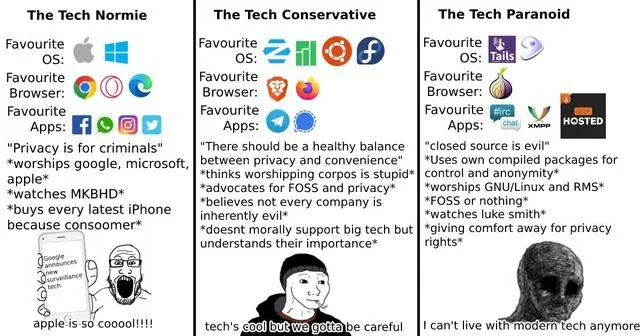 The Tech Normie
Favourite
OS:
Favourite
Browser:
Favourite
Apps:
"Privacy is for criminals"
*worships google, microsoft,
apple*
*watches MKBHD*
*buys every latest iPhone
because consoomer*
Google
announces
new
surveillance
tech
apple is so cooool!!!!
The Tech Conservative
Favourite
OS:
Favourite
Browser:
Favourite
Apps:
"There should be a healthy balance
between privacy and convenience"
*thinks worshipping corpos is stupid*
*advocates for FOSS and privacy*
*believes not every company is
inherently evil*
*doesnt morally support big tech but
understands their importance*
tech's cool but we gotta be careful
The Tech Paranoid
Favourite
OS:
Tails
Favourite
Browser:
Favourite
Apps:
#irc
chat
XMPP
SELF
HOSTED
"closed source is evil"
*Uses own compiled packages for
control and anonymity*
*worships GNU/Linux and RMS*
*FOSS or nothing*
*watches luke smith*
*giving comfort away for privacy
rights*
I can't live with modern tech anymore